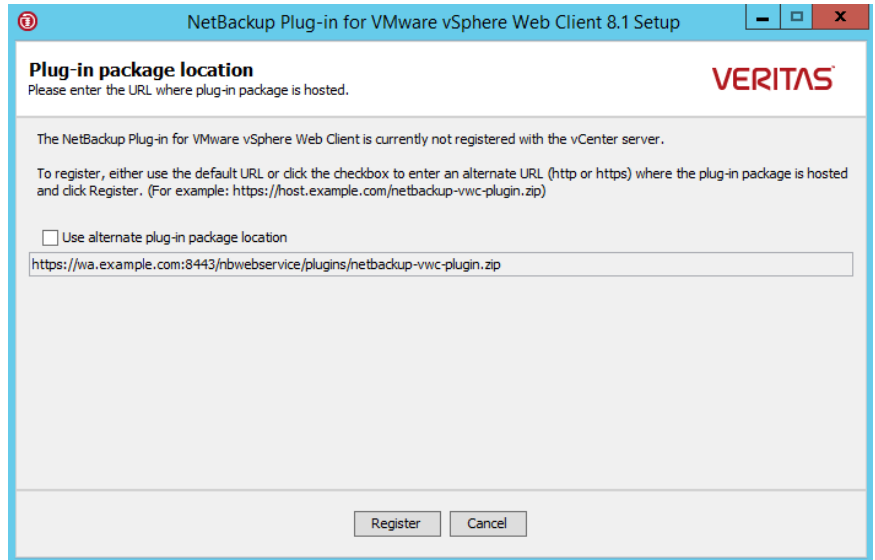 NetBackup Plug-in for VMware vSphere Web Client 8.1 Setup
Plug-in package location
Please enter the URL where plug-in package is hosted.
VERITAS
The NetBackup Plug-in for VMware vSphere Web Client is currently not registered with the vCenter server.
To register, either use the default URL or click the checkbox to enter an alternate URL (http or https) where the plug-in package is hosted
and click Register. (For example: https://host.example.com/netbackup-vwc-plugin.zip)
Use alternate plug-in package location
https://wa.example.com:8443/nbwebservice/plugins/netbackup-vwc-plugin.zip
Register Cancel